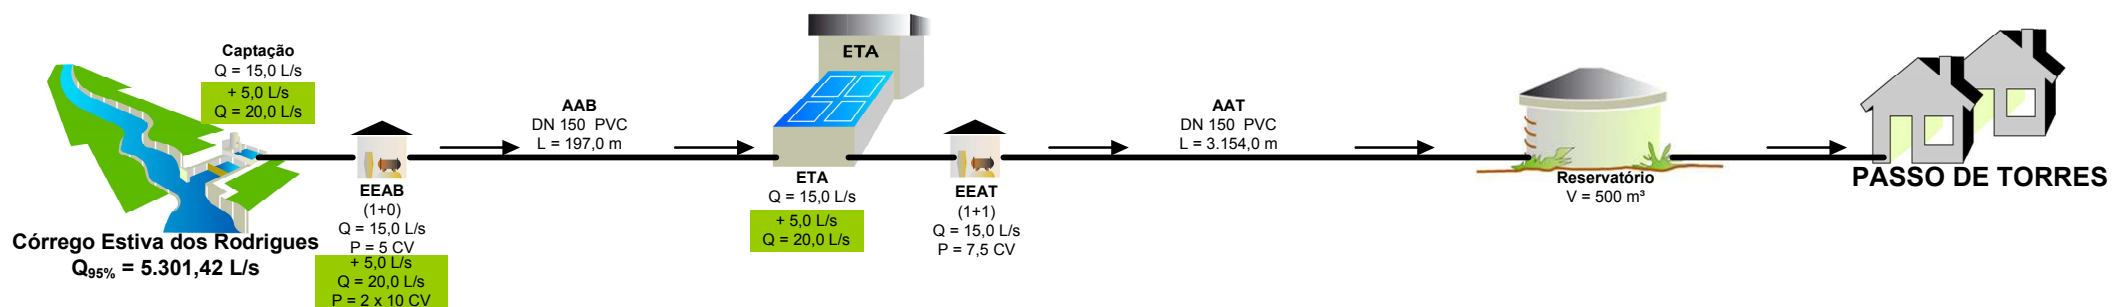 Captação
Q = 15,0 L/s
+ 5,0 L/s
Q = 20,0 L/s
Córrego Estiva dos Rodrigues
Q95% = 5.301,42 L/s
EEAB
(1+0)
Q = 15,0 L/s
P = 5 CV
+ 5,0 L/s
Q = 20,0 L/s
P = 2 x 10 CV
AAB
DN 150 PVC
L = 197,0 m
ETA
ETA
Q = 15,0 L/s
+ 5,0 L/s
Q = 20,0 L/s
EEAT
(1+1)
Q = 15,0 L/s
P = 7,5 CV
AAT
DN 150 PVC
L = 3.154,0 m
Reservatório
V = 500 m³
PASSO DE TORRES